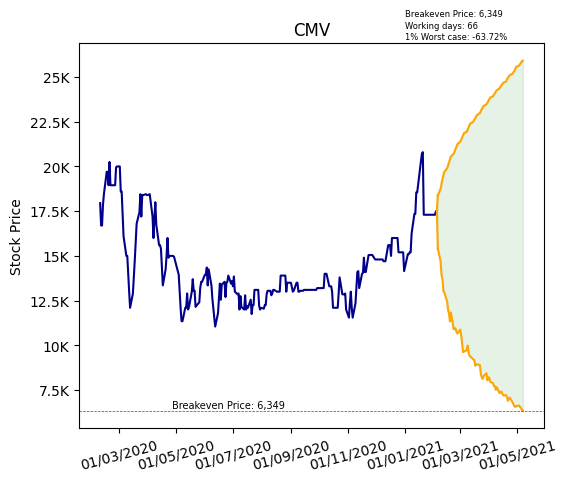 Breakeven Price: 6,349
Working days: 66
1% Worst case: -63.72%
CMV
Stock Price
25K
22.5K
20K
17.5K
15K
12.5K
10K
7.5K
Breakeven Price: 6,349
01/03/2020 01/05/2020 01/07/2020 01/09/2020 01/11/2020 01/01/2021 01/03/2021 01/05/2021